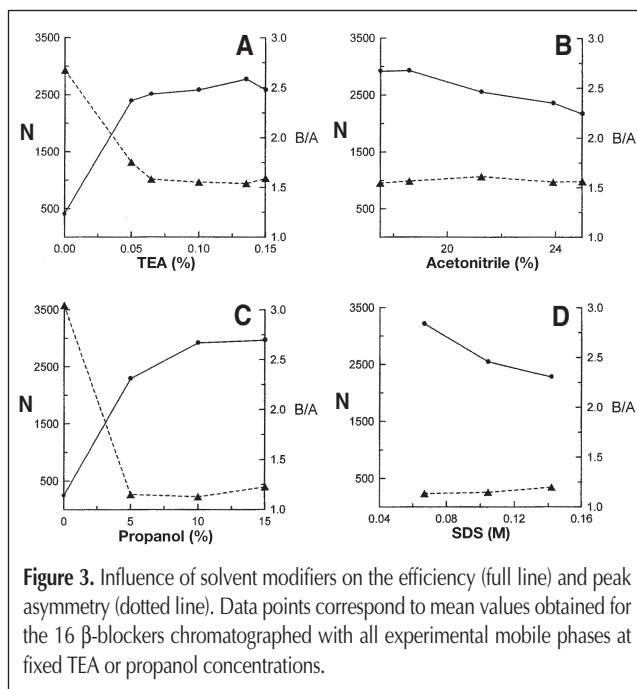 A
3500
2500
1500
500
N
3.0
2.5
2.0
1.5
1.0
B/A
0.00 0.05 0.10 0.15
TEA (%)
B
3500
2500
1500
500
N
3.0
2.5
2.0
1.5
1.0
B/A
20 24
Acetonitrile (%)
C
3500
2500
1500
500
N
3.0
2.5
2.0
1.5
1.0
B/A
0 5 10 15
Propanol (%)
D
3500
2500
1500
500
N
3.0
2.5
2.0
1.5
1.0
B/A
0.04 0.08 0.12 0.16
SDS (M)
Figure 3. Influence of solvent modifiers on the efficiency (full line) and peak
asymmetry (dotted line). Data points correspond to mean values obtained for
the 16 β-blockers chromatographed with all experimental mobile phases at
fixed TEA or propanol concentrations.